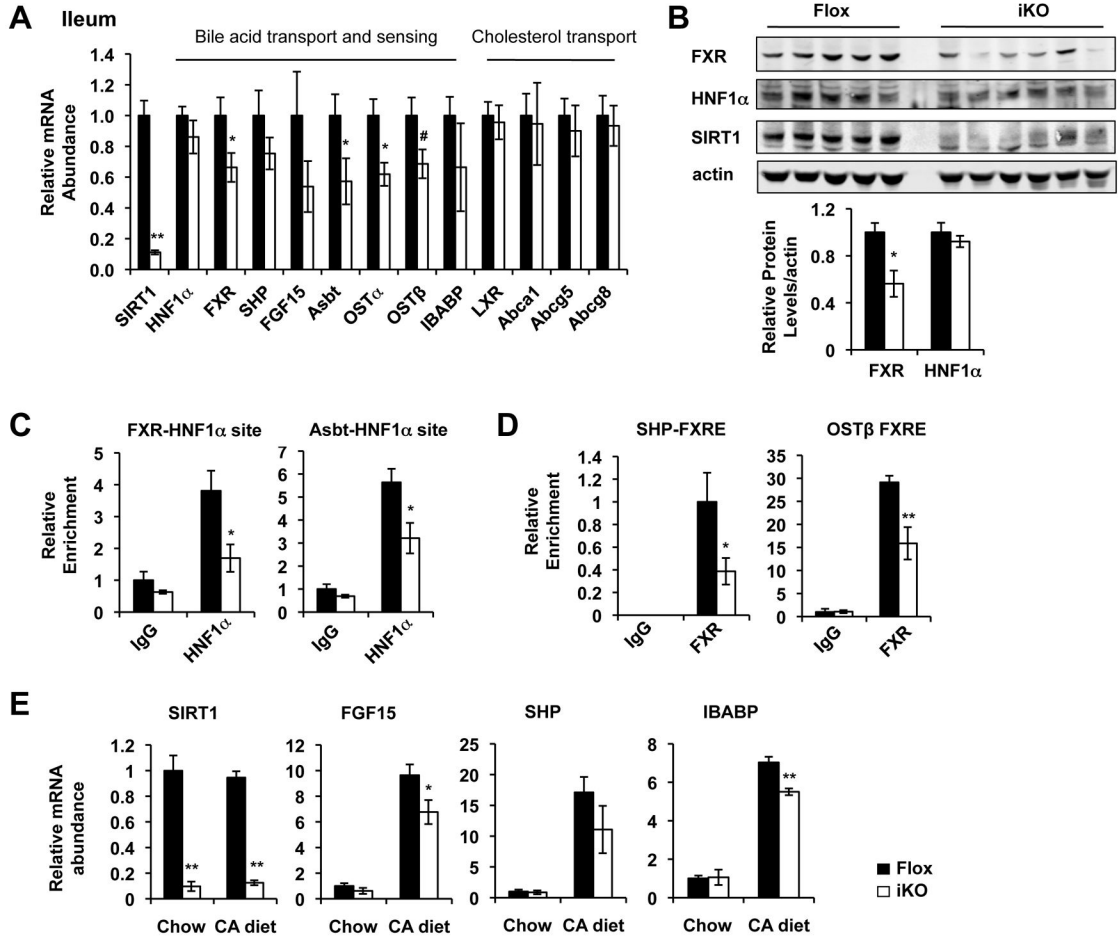 A
Ileum
Bile acid transport and sensing
Cholesterol transport
Relative mRNA
Abundance
1.4
1.2
1.0
0.8
0.6
0.4
0.2
0.0
**
*
*
*
#
SIRT1
HNF1α
FXR
SHP
FGF15
Asbt
OSTα
OSTβ
IBABP
LXR
Abca1
Abcg5
Abcg8
B
Flox
iKO
FXR
HNF1α
SIRT1
actin
Relative Protein
Levels/actin
1.2
0.8
0.4
0
*
FXR
HNF1α
C
FXR-HNF1α site
Relative
Enrichment
5
4
3
2
1
0
*
IgG
HNF1α
Asbt-HNF1α site
7
6
5
4
3
2
1
0
*
IgG
HNF1α
D
SHP-FXRE
Relative
Enrichment
1.4
1.2
1
0.8
0.6
0.4
0.2
0
*
IgG
FXR
OSTβ FXRE
35
30
25
20
15
10
5
0
**
IgG
FXR
E
SIRT1
Relative mRNA
abundance
1.2
1
0.8
0.6
0.4
0.2
0
**
**
Chow CA diet
FGF15
12
10
8
6
4
2
0
*
Chow CA diet
SHP
25
20
15
10
5
0
Chow CA diet
IBABP
8
6
4
2
0
**
Chow CA diet
Flox
iKO